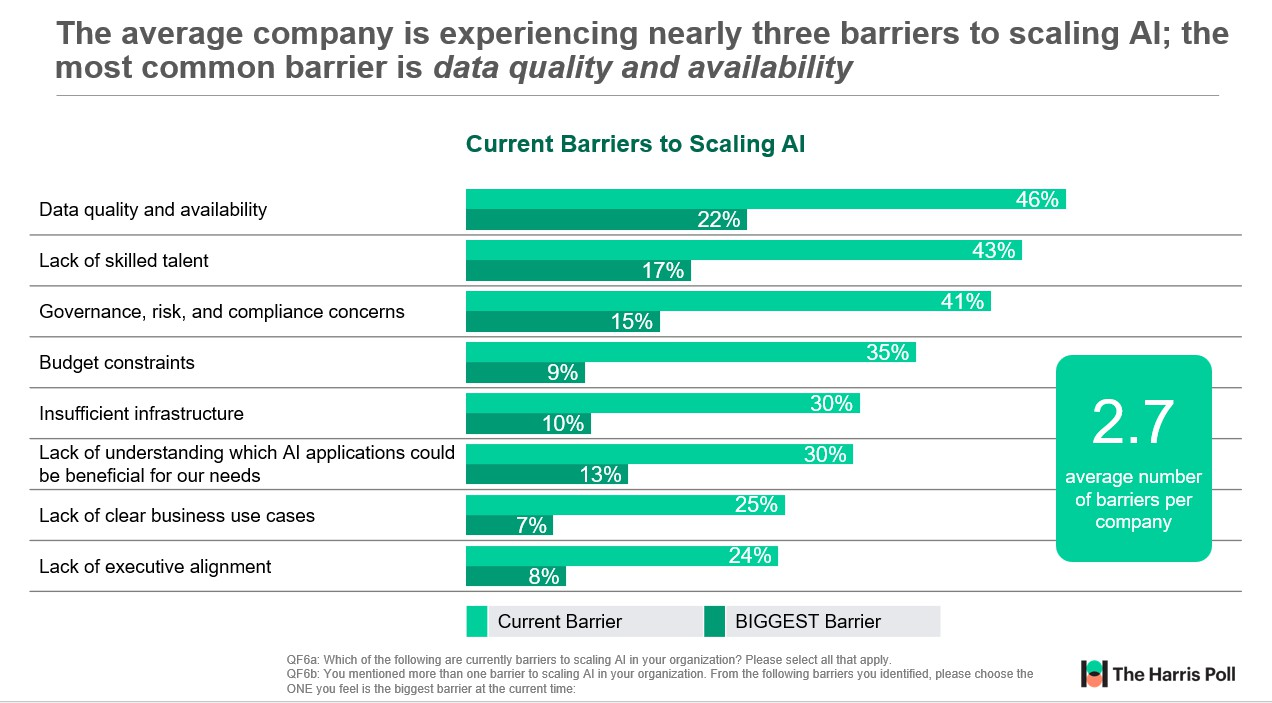 The average company is experiencing nearly three barriers to scaling AI; the
most common barrier is data quality and availability
Current Barriers to Scaling AI
Data quality and availability
46%
22%
Lack of skilled talent
43%
17%
Governance, risk, and compliance concerns
41%
15%
Budget constraints
35%
9%
Insufficient infrastructure
30%
10%
Lack of understanding which AI applications could
be beneficial for our needs
30%
13%
Lack of clear business use cases
25%
7%
Lack of executive alignment
24%
8%
2.7
average number
of barriers per
company
Current Barrier
BIGGEST Barrier
QF6a: Which of the following are currently barriers to scaling AI in your organization? Please select all that apply.
QF6b: You mentioned more than one barrier to scaling AI in your organization. From the following barriers you identified, please choose the
ONE you feel is the biggest barrier at the current time:
The Harris Poll